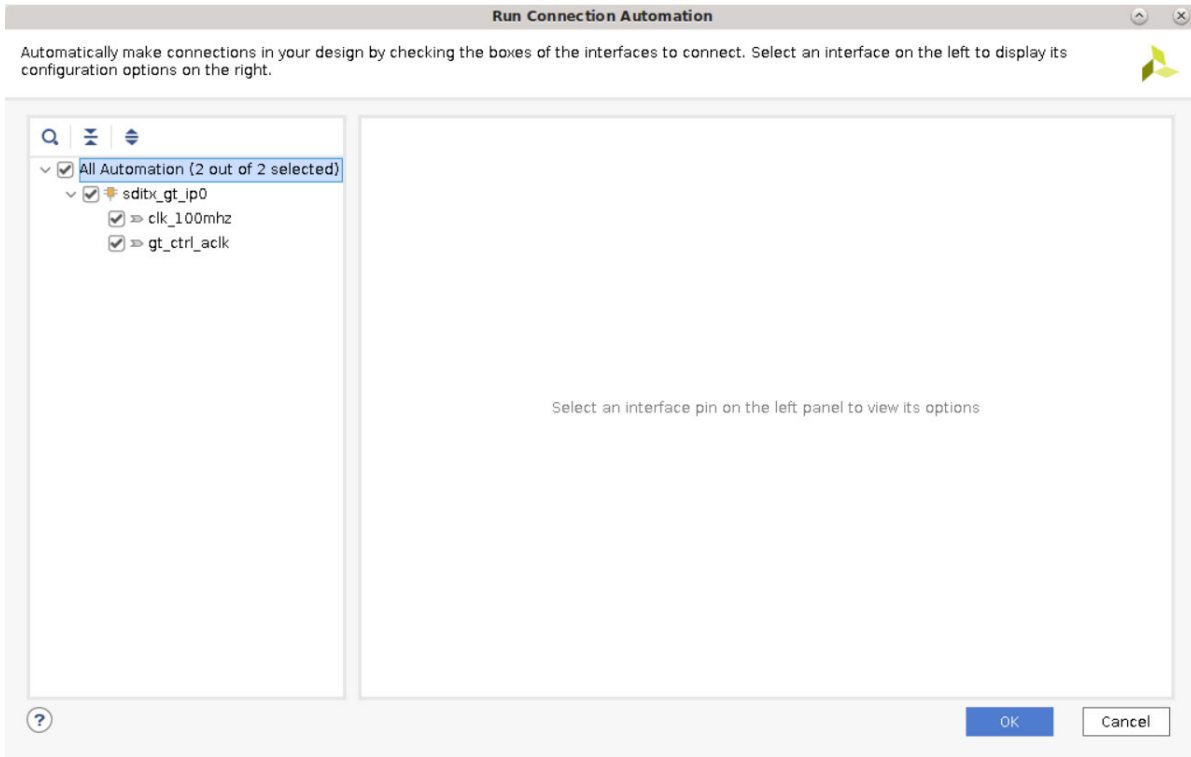 Run Connection Automation
Automatically make connections in your design by checking the boxes of the interfaces to connect. Select an interface on the left to display its
configuration options on the right.
All Automation (2 out of 2 selected)
sditx_gt_ip0
clk_100mhz
gt_ctrl_aclk
Select an interface pin on the left panel to view its options
?
OK
Cancel